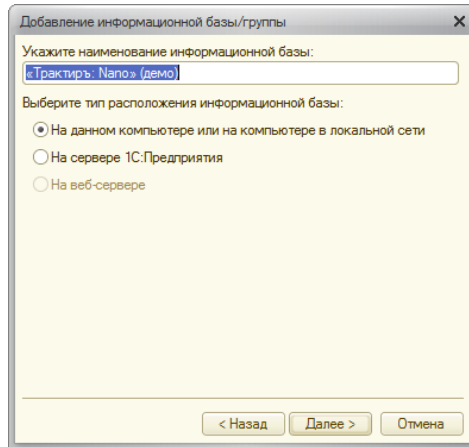 Добавление информационной базы/группы
Укажите наименование информационной базы:
«Трактиръ: Nano» (демо)
Выберите тип расположения информационной базы:
На данном компьютере или на компьютере в локальной сети
На сервере 1С:Предприятия
На веб-сервере
< Назад Далее > Отмена